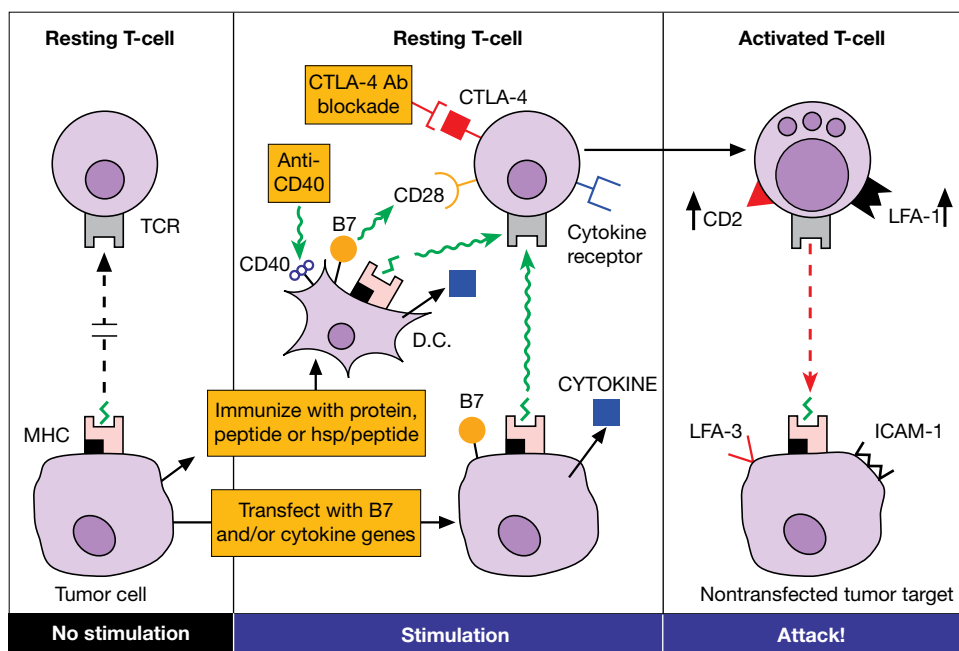 Resting T-cell
TCR
MHC
Tumor cell
No stimulation
Resting T-cell
CTLA-4 Ab
blockade
CTLA-4
Anti-
CD40
B7
CD28
CD40
Cytokine
receptor
D.C.
Immunize with protein,
peptide or hsp/peptide
B7
CYTOKINE
Transfect with B7
and/or cytokine genes
Stimulation
Activated T-cell
CD2
LFA-1
LFA-3
ICAM-1
Nontransfected tumor target
Attack!